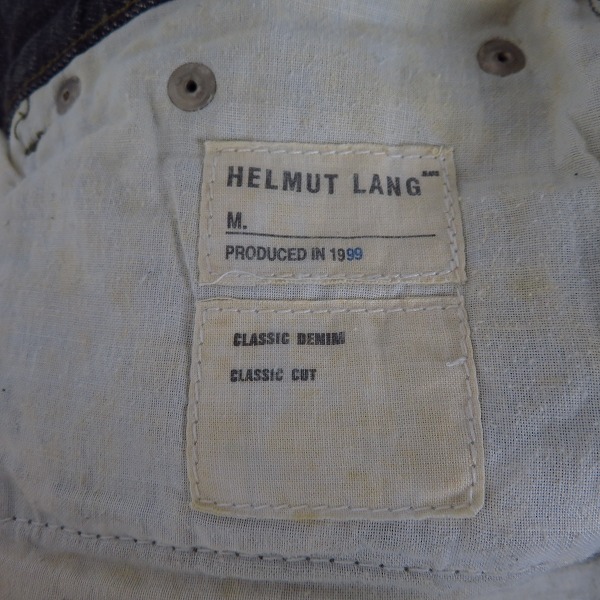 HELMUT LANG
M.
PRODUCED IN 1999
CLASSIC DENIM
CLASSIC CUT